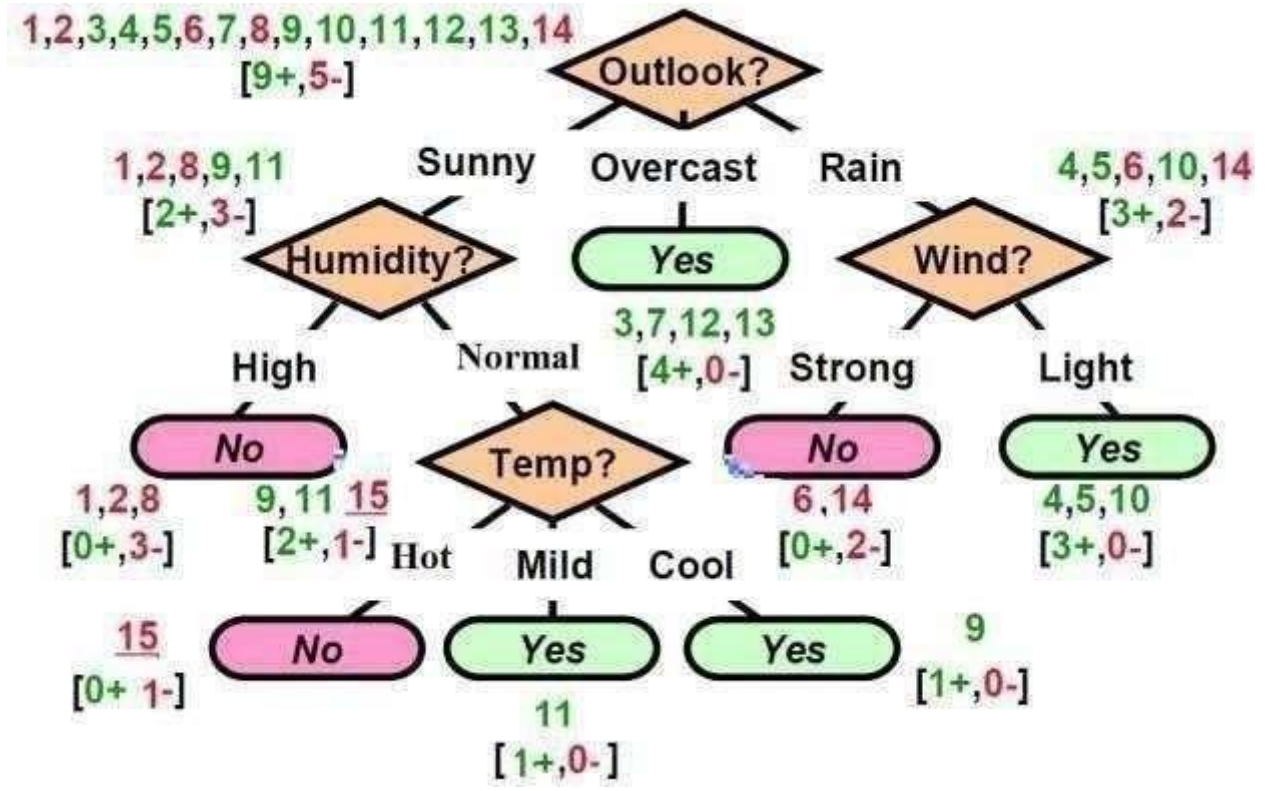 1,2,3,4,5,6,7,8,9,10,11,12,13,14
[9+,5-]
Outlook?
1,2,8,9,11
[2+,3-]
Sunny
Overcast
Rain
4,5,6,10,14
[3+,2-]
Humidity?
Yes
Wind?
3,7,12,13
[4+,0-]
High
Normal
Strong
Light
No
Temp?
No
Yes
1,2,8
[0+,3-]
9,11 15
[2+,1-]
6,14
[0+,2-]
4,5,10
[3+,0-]
Hot
Mild
Cool
15
[0+ 1-]
No
Yes
Yes
9
[1+,0-]
11
[1+,0-]